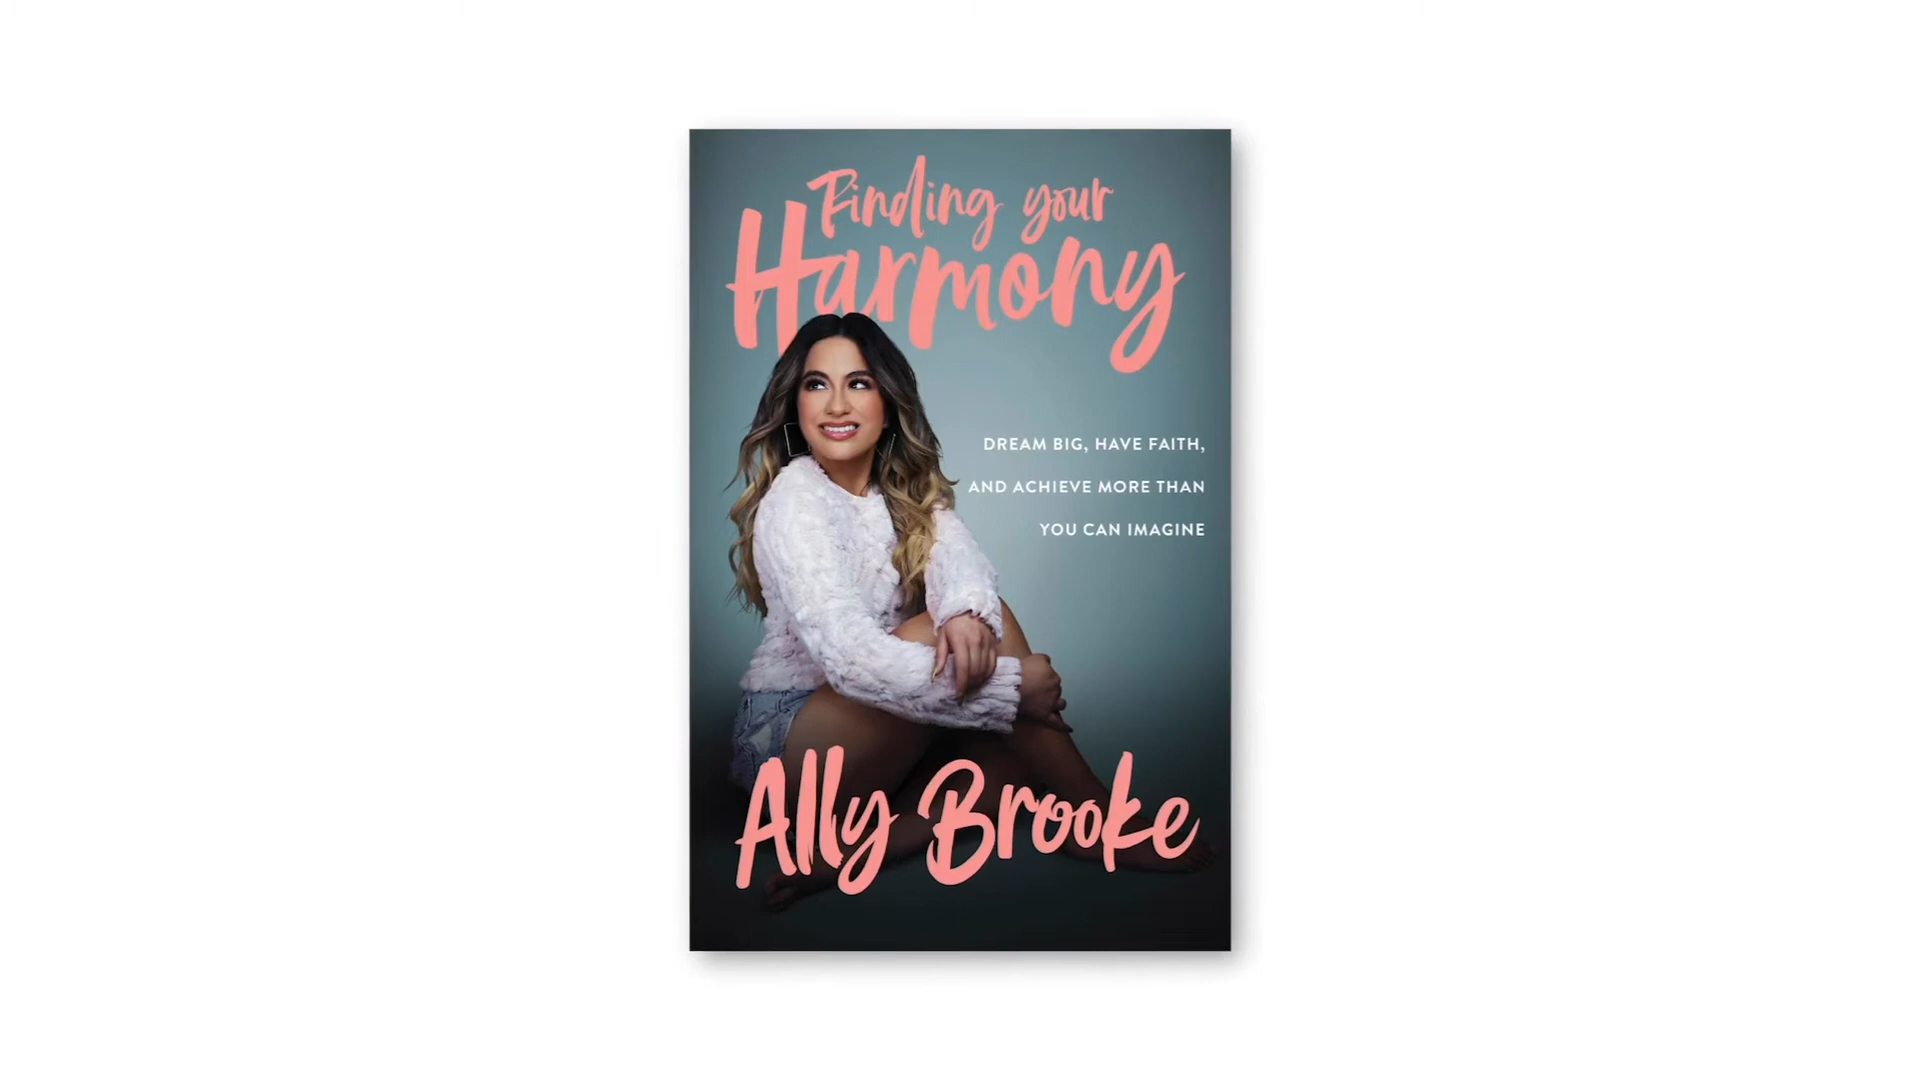 Finding your
Harmony
DREAM BIG, HAVE FAITH,
AND ACHIEVE MORE THAN
YOU CAN IMAGINE
Ally Brooke